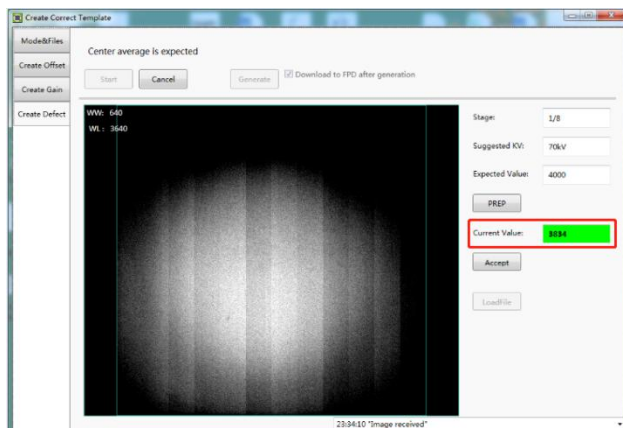 Create Correct Template
Mode&Files
Create Offset
Create Gain
Create Defect
Center average is expected
Start
Cancel
Generate
Download to FPD after generation
WW: 640
WL: 3640
Stage:
1/8
Suggested KV:
70kV
Expected Value:
4000
PREP
Current Value:
Accept
LoadFile
23:34:10 "Image received"